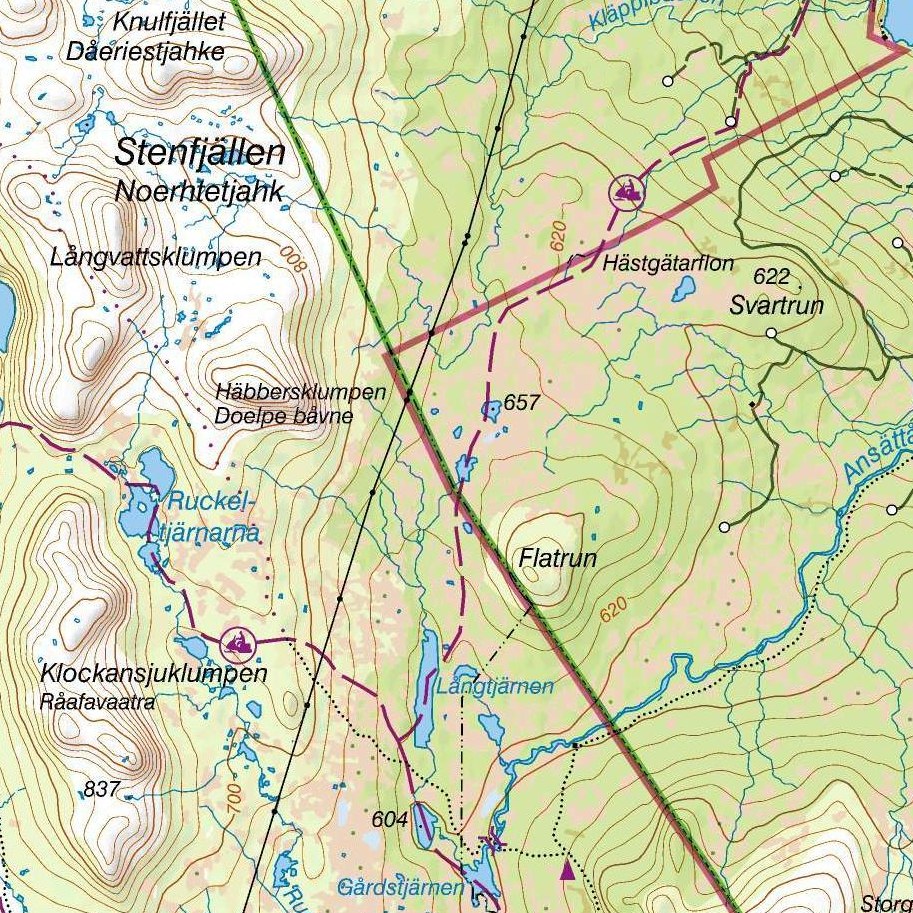 Knulfjället
Dåeriestjahke
Stenfjällen
Noerhtetjahk
Långvattsklumpen
800
620
Hästgätarflon
622
Svartrun
Häbbersklumpen
Doelpe båvne
657
Ruckel-
tjärnarna
Flatrun
620
Klockansjuklumpen
Råafavaatra
Långtjärnen
837
700
604
Gårdstjärnen